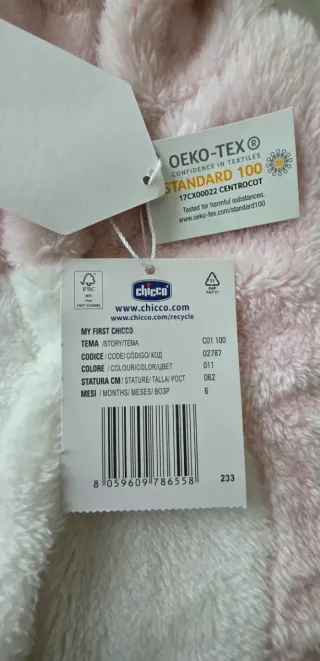 OEKO-TEX®
CONFIDENCE IN TEXTILES
STANDARD 100
17CX00022 CENTROCOT
Tested for harmful substances.
www.oeko-tex.com/standard100
FSC
chicco
www.chicco.com
www.chicco.com/recycle
PAP
MY FIRST CHICCO
TEMA /STORY/TEMA C01 100
CODICE / CODE/ CÓDIGO/ КОД 02787
COLORE / COLOUR/COLOR/ЦВЕТ 011
STATURA CM / STATURE/ TALLA/ РОСТ 062
MESI / MONTHS/ MESES/ ВОЗР 6
8 059609 786558
233